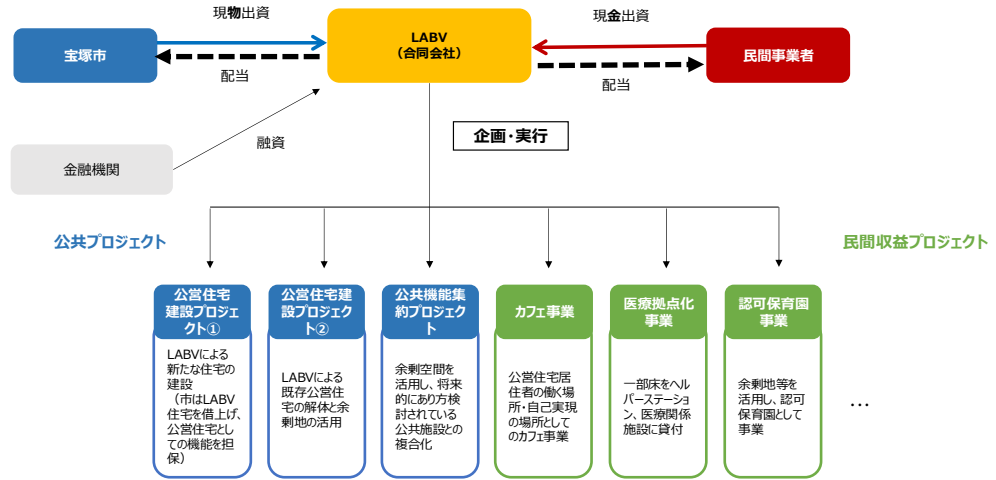 現物出資
現金出資
宝塚市
LABV
（合同会社）
民間事業者
配当
配当
融資
企画・実行
金融機関
公共プロジェクト
民間収益プロジェクト
公営住宅
建設プロジェ
クト①
公営住宅建
設プロジェク
ト②
公共機能集
約プロジェク
ト
カフェ事業
医療拠点化
事業
認可保育園
事業
LABVによる
新たな住宅の
建設
（市はLABV
住宅を借上げ、
公営住宅とし
ての機能を担
保）
LABVによる
既存公営住
宅の解体と余
剰地の活用
余剰空間を
活用し、将来
的にあり方検
討されている
公共施設との
複合化
公営住宅居
住者の働く場
所・自己実現
の場所として
のカフェ事業
一部床をヘル
パーステーショ
ン、医療関係
施設に貸付
余剰地等を
活用し、認可
保育園として
事業
…